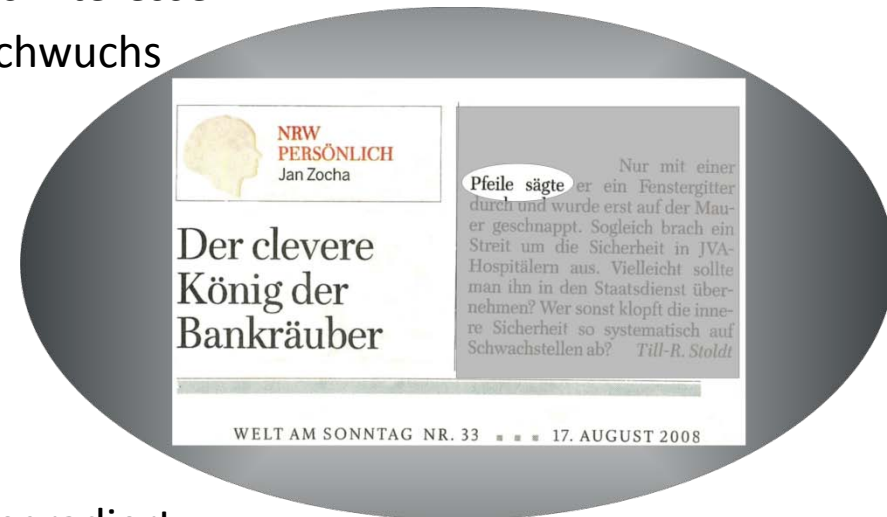 chwuchs
NRW
PERSÖNLICH
Jan Zocha
Der clevere
König der
Bankräuber
Nur mit einer
Pfeile sägte er ein Fenstergitter
durch und wurde erst auf der Mau-
er geschnappt. Sogleich brach ein
Streit um die Sicherheit in JVA-
Hospitälern aus. Vielleicht sollte
man ihn in den Staatsdienst über-
nehmen? Wer sonst klopft die inne-
re Sicherheit so systematisch auf
Schwachstellen ab? Till-R. Stoldt
WELT AM SONNTAG NR. 33 ▪ ▪ ▪ 17. AUGUST 2008